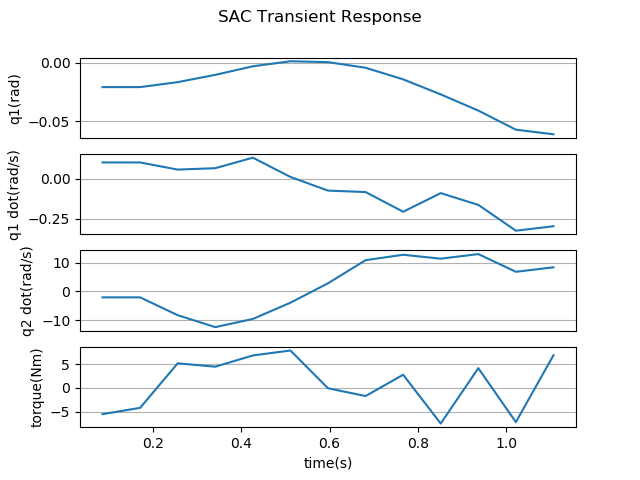 SAC Transient Response
q1(rad)
0.00
−0.05
q1 dot(rad/s)
0.00
−0.25
q2 dot(rad/s)
10
0
−10
torque(Nm)
5
0
−5
0.2 0.4 0.6 0.8 1.0
time(s)